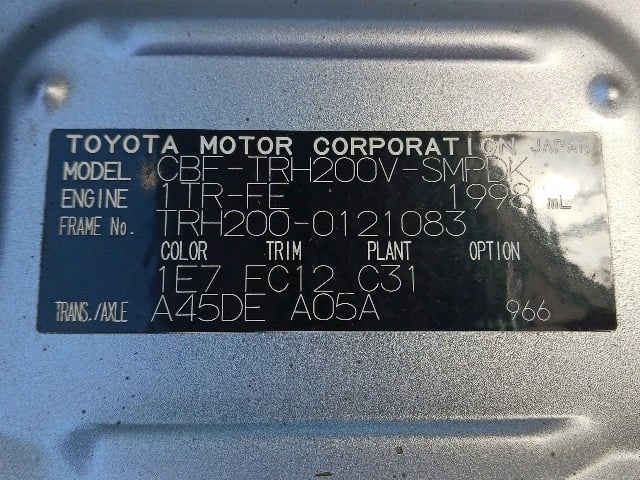 TOYOTA MOTOR CORPORATION JAPAN
MODEL CBF-TRH200V-SMPDK
ENGINE 1TR-FE 1998 mL
FRAME No. TRH200-0121083
COLOR TRIM PLANT OPTION
1E7 FC12 C31
TRANS./AXLE A45DE A05A 966